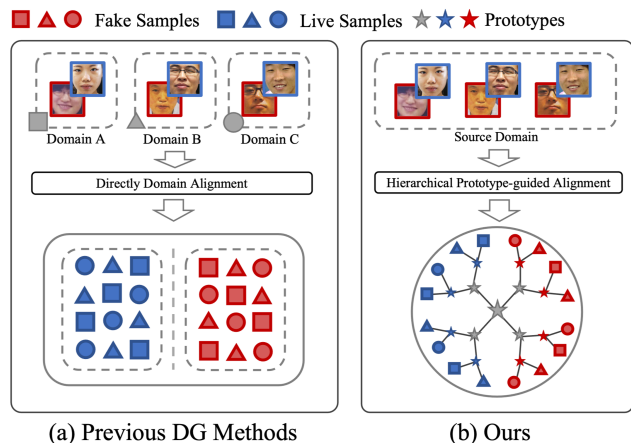 Fake Samples Live Samples Prototypes
Domain A Domain B Domain C
Directly Domain Alignment
(a) Previous DG Methods
Source Domain
Hierarchical Prototype-guided Alignment
(b) Ours